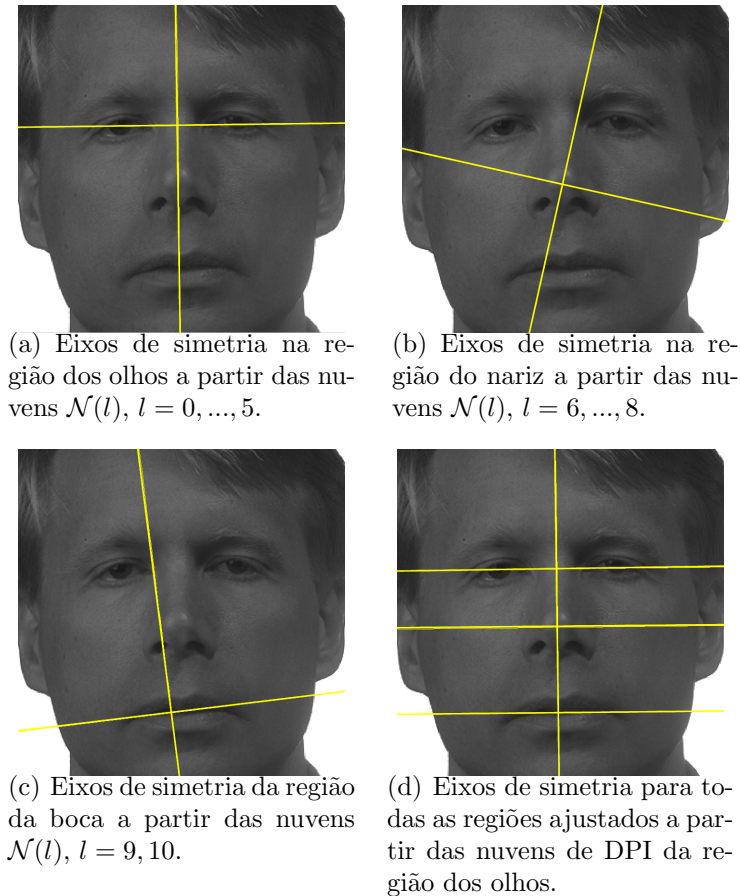 (a) Eixos de simetria na re-
gião dos olhos a partir das nu-
vens N(l), l = 0, ..., 5.
(b) Eixos de simetria na re-
gião do nariz a partir das nu-
vens N(l), l = 6, ..., 8.
(c) Eixos de simetria da região
da boca a partir das nuvens
N(l), l = 9, 10.
(d) Eixos de simetria para to-
das as regiões ajustados a par-
tir das nuvens de DPI da re-
gião dos olhos.